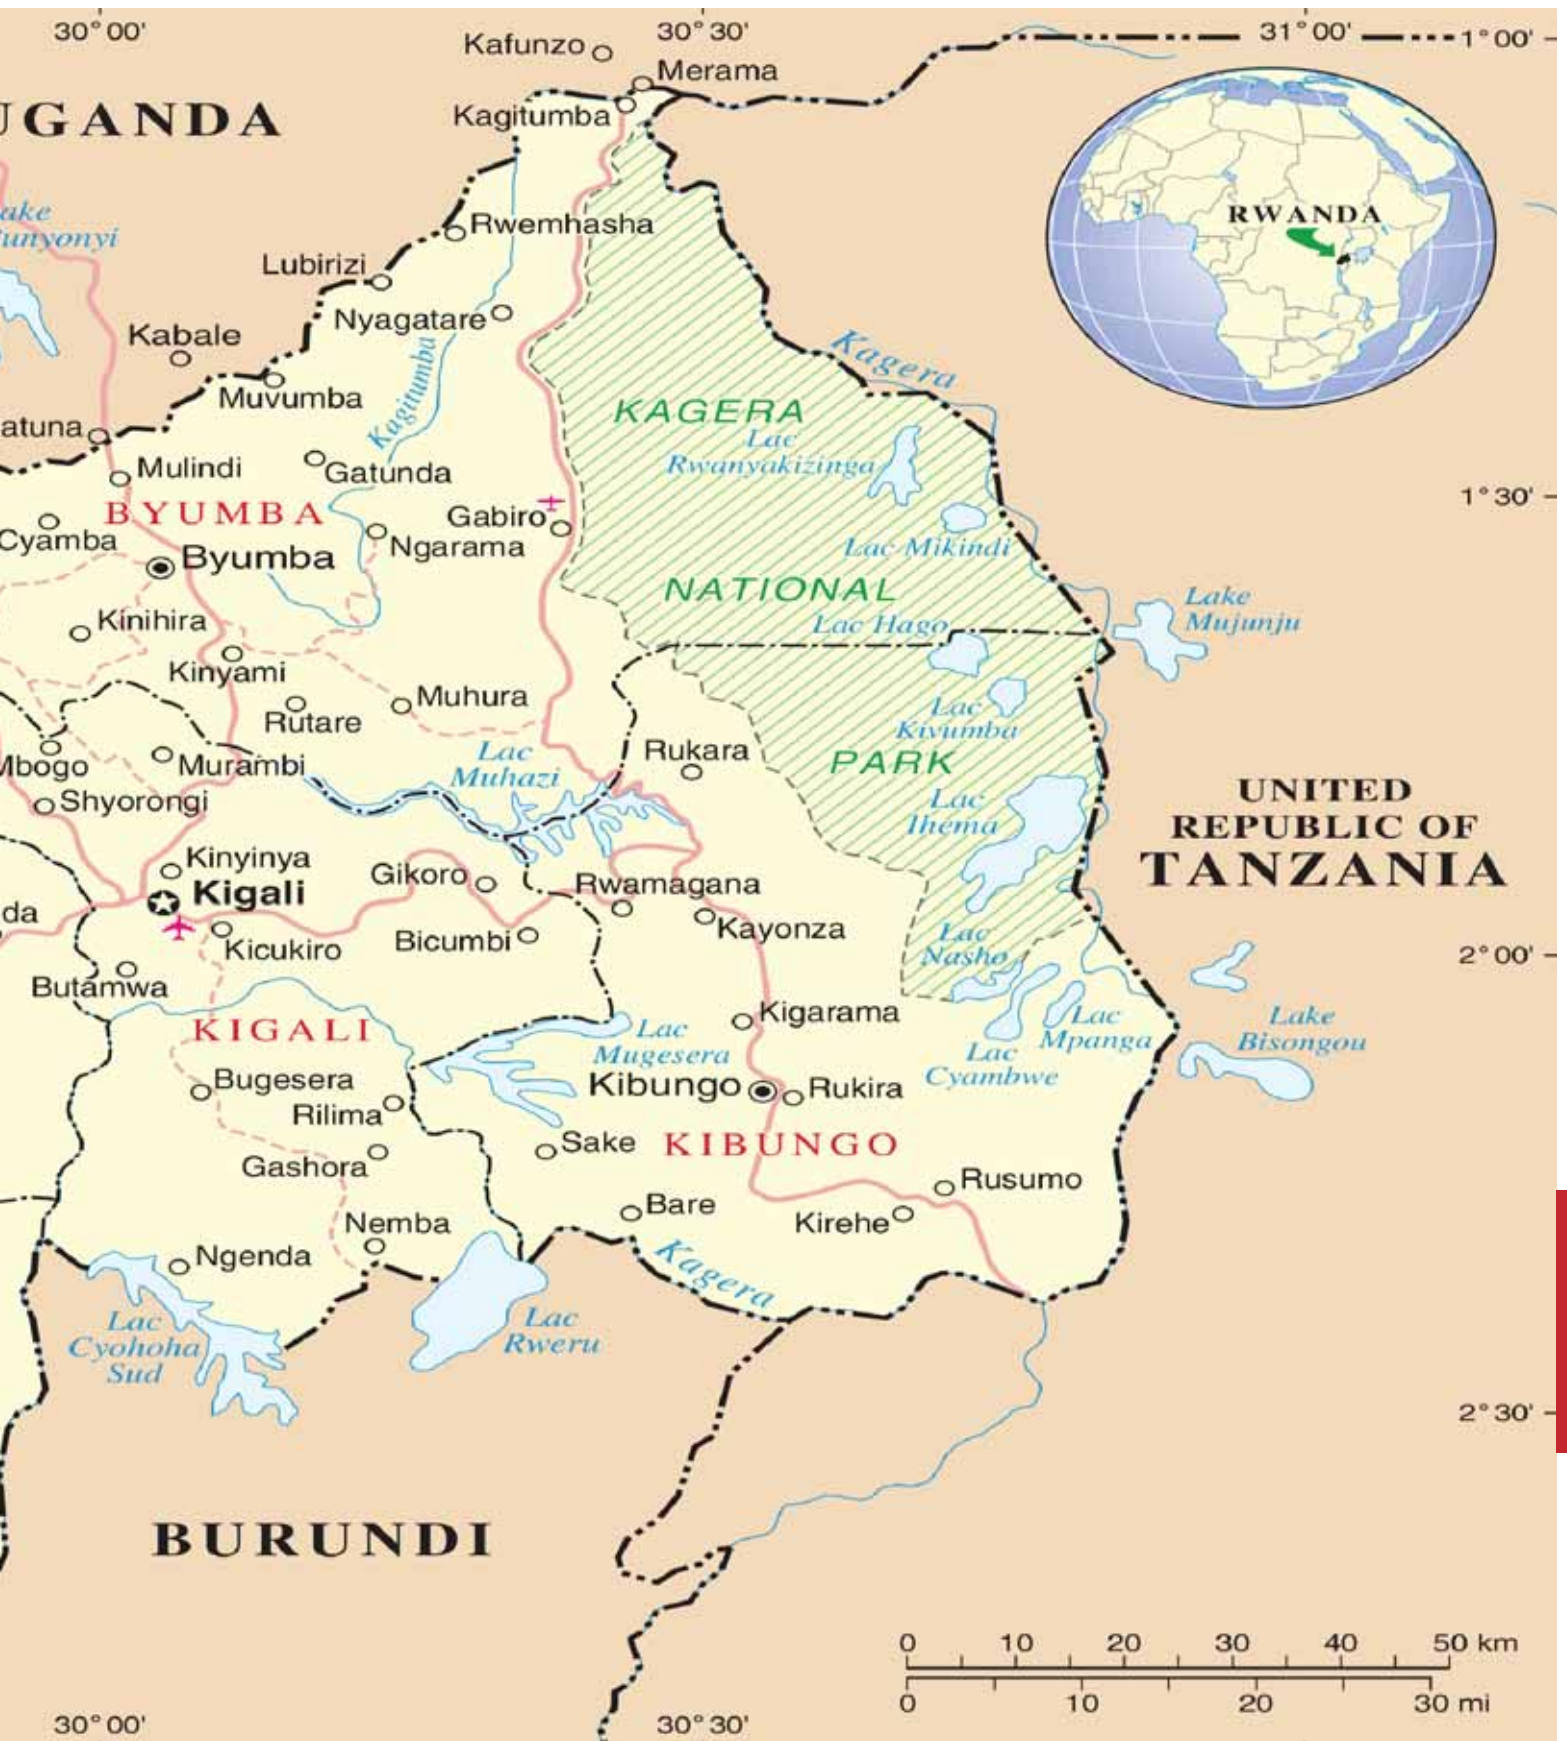 30°00'
30°30'
31°00'
1°00'
Kafunzo
Merama
Kagitumba
UGANDA
Rwemhasha
RWANDA
Lubirizi
Nyagatare
Kabale
Kagera
Muvumba
Kagitumba
KAGERA
Lac
Rwanyakizinga
Mulindi
Gatunda
BYUMBA
Gabiro
1°30'
Cyamba
Ngarama
Lac Mikindi
Byumba
NATIONAL
Lake
Mujunju
Kinihira
Lac Hago
Kinyami
Muhura
Rutare
Lac
Kivumba
Mbogo
Murambi
Lac
Muhazi
Rukara
PARK
Shyorongi
Lac
Ihema
UNITED
REPUBLIC OF
TANZANIA
Kinyinya
Gikoro
Rwamagana
Kigali
Kayonza
Kicukiro
Bicumbi
Lac
Nasho
2°00'
Butamwa
KIGALI
Lac
Mugesera
Kigarama
Lac
Mpanga
Lake
Bisongou
Lac
Cyambwe
Bugesera
Kibungo
Rukira
Rilima
Sake
KIBUNGO
Gashora
Rusumo
Bare
Kirehe
Nemba
Ngenda
Kagera
Lac
Cyohoha
Sud
Lac
Rweru
2°30'
BURUNDI
0 10 20 30 40 50 km
0 10 20 30 mi
30°00'
30°30'